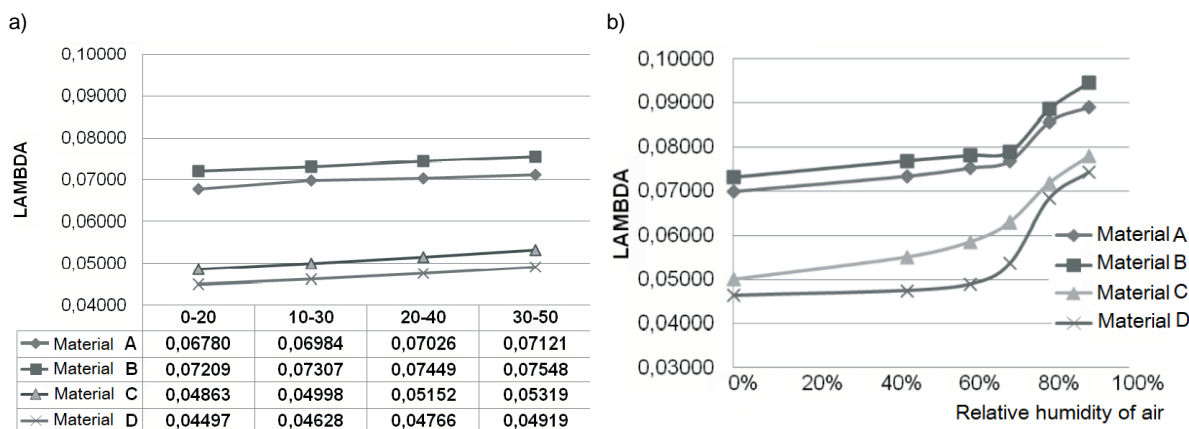 a)
0,10000
0,09000
0,08000
0,07000
0,06000
0,05000
0,04000
LAMBDA
0-20 10-30 20-40 30-50
Material A 0,06780 0,06984 0,07026 0,07121
Material B 0,07209 0,07307 0,07449 0,07548
Material C 0,04863 0,04998 0,05152 0,05319
Material D 0,04497 0,04628 0,04766 0,04919
b)
0,10000
0,09000
0,08000
0,07000
0,06000
0,05000
0,04000
0,03000
LAMBDA
Material A
Material B
Material C
Material D
0% 20% 40% 60% 80% 100%
Relative humidity of air